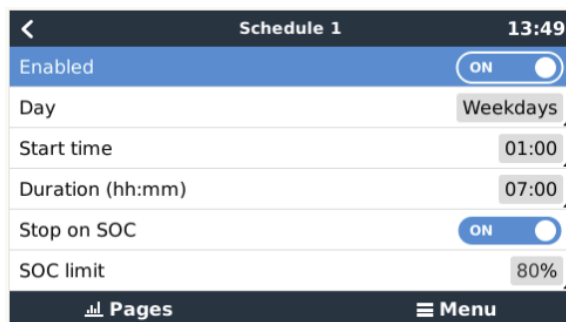 Schedule 1 13:49
Enabled ON
Day Weekdays
Start time 01:00
Duration (hh:mm) 07:00
Stop on SOC ON
SOC limit 80%
Pages Menu